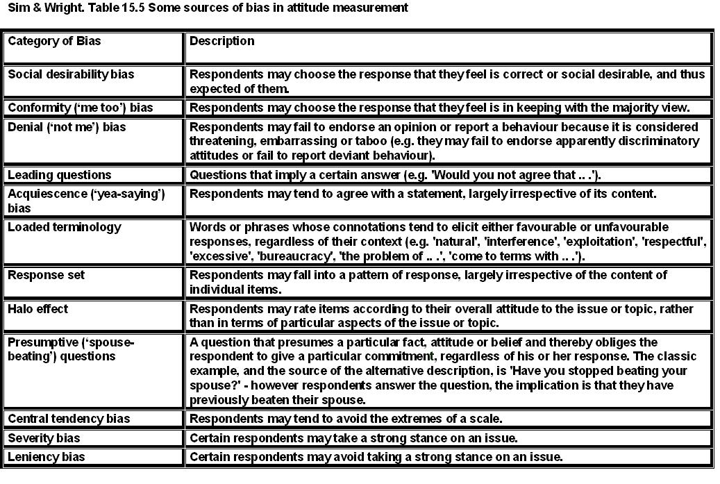 Sim & Wright. Table 15.5 Some sources of bias in attitude measurement
Category of Bias
Description
Social desirability bias
Respondents may choose the response that they feel is correct or social desirable, and thus
expected of them.
Conformity ('me too') bias
Respondents may choose the response that they feel is in keeping with the majority view.
Denial ('not me') bias
Respondents may fail to endorse an opinion or report a behaviour because it is considered
threatening, embarrassing or taboo (e.g. they may fail to endorse apparently discriminatory
attitudes or fail to report deviant behaviour).
Leading questions
Questions that imply a certain answer (e.g. 'Would you not agree that .. .').
Acquiescence ('yea-saying')
bias
Respondents may tend to agree with a statement, largely irrespective of its content.
Loaded terminology
Words or phrases whose connotations tend to elicit either favourable or unfavourable
responses, regardless of their context (e.g. 'natural', 'interference', 'exploitation', 'respectful',
'excessive', 'bureaucracy', 'the problem of .. .', 'come to terms with .. .').
Response set
Respondents may fall into a pattern of response, largely irrespective of the content of
individual items.
Halo effect
Respondents may rate items according to their overall attitude to the issue or topic, rather
than in terms of particular aspects of the issue or topic.
Presumptive ('spouse-
beating') questions
A question that presumes a particular fact, attitude or belief and thereby obliges the
respondent to give a particular commitment, regardless of his or her response. The classic
example, and the source of the alternative description, is 'Have you stopped beating your
spouse?' - however respondents answer the question, the implication is that they have
previously beaten their spouse.
Central tendency bias
Respondents may tend to avoid the extremes of a scale.
Severity bias
Certain respondents may take a strong stance on an issue.
Leniency bias
Certain respondents may avoid taking a strong stance on an issue.